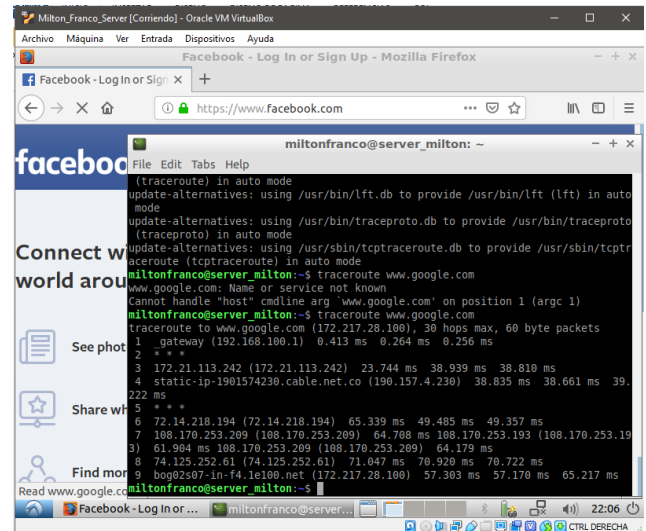 Milton_Franco_Server [Corriendo] - Oracle VM VirtualBox
Archivo Máquina Ver Entrada Dispositivos Ayuda
Facebook - Log In or Sign Up - Mozilla Firefox
Facebook - Log In or Sign
https://www.facebook.com
miltonfranco@server_milton: ~
File Edit Tabs Help
faceboo
(traceroute) in auto mode
update-alternatives: using /usr/bin/lft.db to provide /usr/bin/lft (lft) in auto
mode
update-alternatives: using /usr/bin/traceproto.db to provide /usr/bin/traceproto
(traceproto) in auto mode
update-alternatives: using /usr/sbin/tcptraceroute.db to provide /usr/sbin/tcptr
aceroute (tcptraceroute) in auto mode
miltonfranco@server_milton:~$ traceroute www.google.com
www.google.com: Name or service not known
Cannot handle "host" cmdline arg `www.google.com' on position 1 (argc 1)
miltonfranco@server_milton:~$ traceroute www.google.com
traceroute to www.google.com (172.217.28.100), 30 hops max, 60 byte packets
1 _gateway (192.168.100.1) 0.413 ms 0.264 ms 0.256 ms
2 * * *
3 172.21.113.242 (172.21.113.242) 23.744 ms 38.939 ms 38.810 ms
4 static-ip-1901574230.cable.net.co (190.157.4.230) 38.835 ms 38.661 ms 39.
222 ms
5 * * *
6 72.14.218.194 (72.14.218.194) 65.339 ms 49.485 ms 49.357 ms
7 108.170.253.209 (108.170.253.209) 64.708 ms 108.170.253.193 (108.170.253.19
3) 61.904 ms 108.170.253.209 (108.170.253.209) 64.179 ms
8 74.125.252.61 (74.125.252.61) 71.047 ms 70.920 ms 70.722 ms
9 bog02s07-in-f4.1e100.net (172.217.28.100) 57.303 ms 57.170 ms 65.217 ms
miltonfranco@server_milton:~$
Connect wi
world arou
See phot
Share wh
Find mor
Read www.google.co
Facebook - Log In or ...
miltonfranco@server...
22:06
CTRL DERECHA